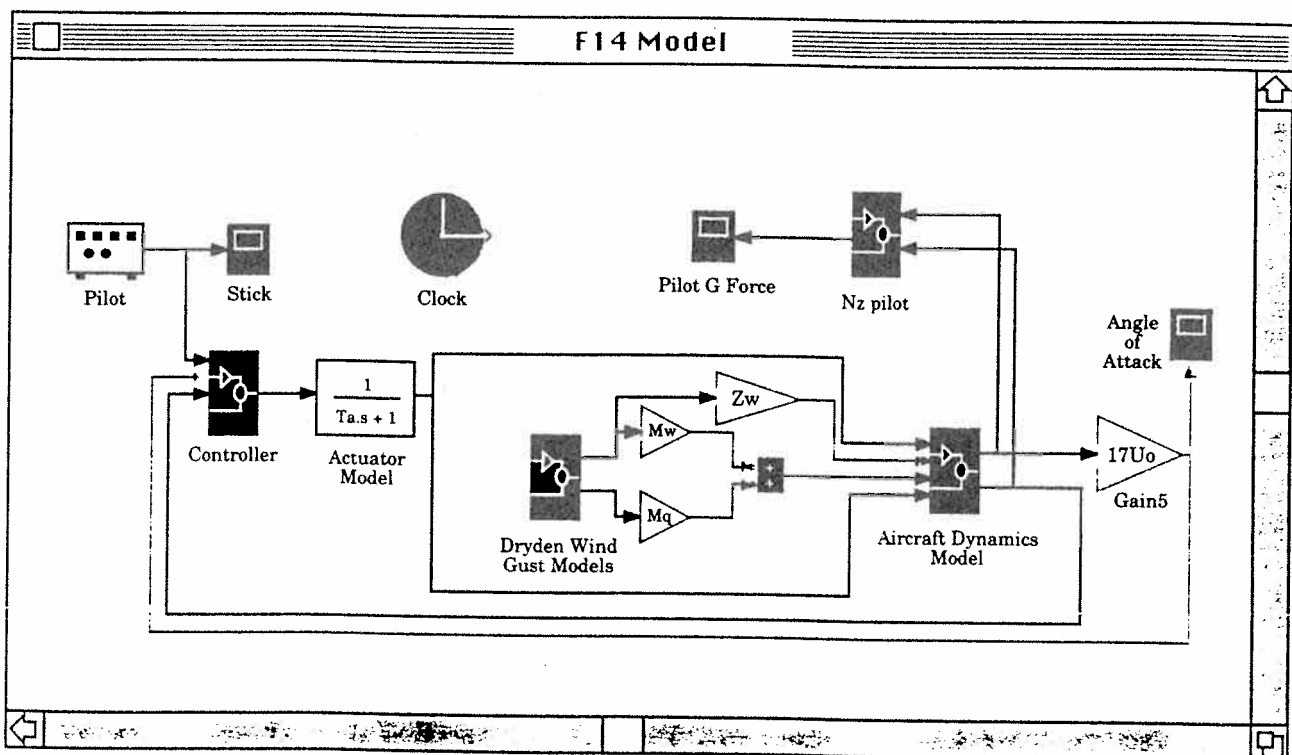 F14 Model
Pilot
Stick
Clock
Pilot G Force
Nz pilot
Angle
of
Attack
Controller
1
Ta.s + 1
Actuator
Model
Zw
Mw
Mq
+
+
Dryden Wind
Gust Models
Aircraft Dynamics
Model
17Uo
Gain5